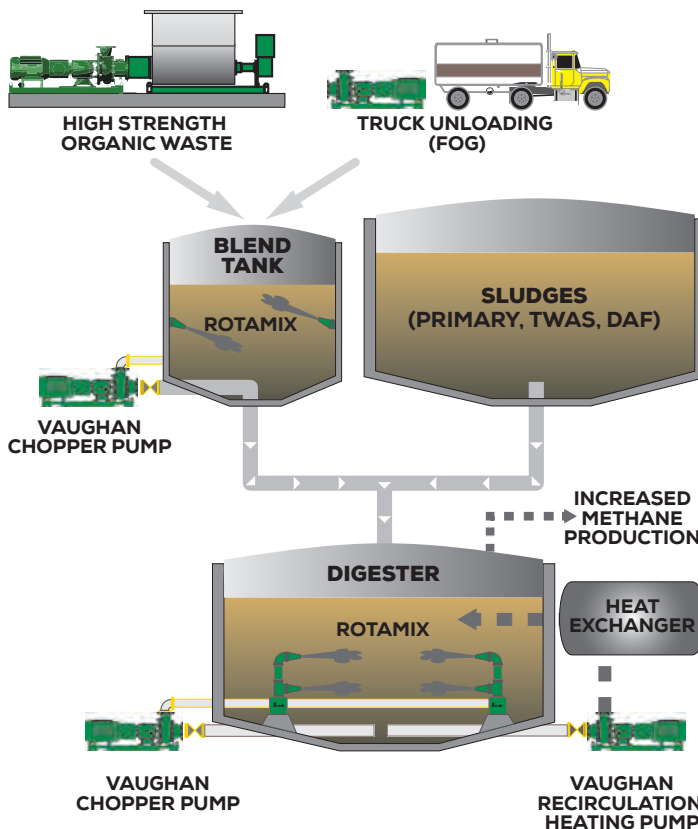 HIGH STRENGTH
ORGANIC WASTE
TRUCK UNLOADING
(FOG)
BLEND
TANK
ROTAMIX
SLUDGES
(PRIMARY, TWAS, DAF)
VAUGHAN
CHOPPER PUMP
INCREASED
METHANE
PRODUCTION
DIGESTER
ROTAMIX
HEAT
EXCHANGER
VAUGHAN
CHOPPER PUMP
VAUGHAN
RECIRCULATION
HEATING PUMP